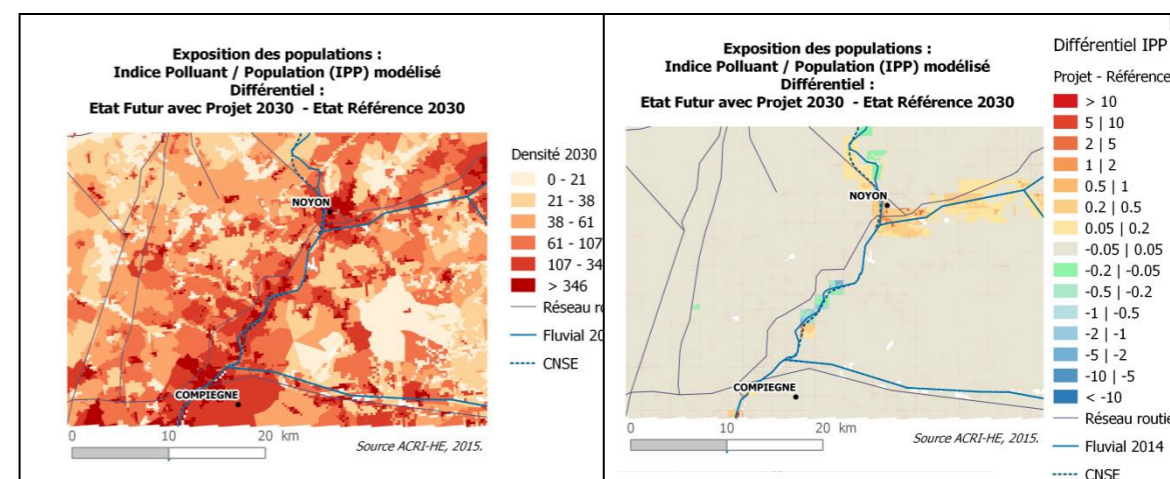 Exposition des populations :
Indice Polluant / Population (IPP) modélisé
Différentiel :
Etat Futur avec Projet 2030 - Etat Référence 2030
NOYON
COMPIEGNE
0 10 20 km
Source ACRI-HE, 2015.
Densité 2030
0 - 21
21 - 38
38 - 61
61 - 107
107 - 34
> 346
Réseau ro
Fluvial 20
CNSE
Exposition des populations :
Indice Polluant / Population (IPP) modélisé
Différentiel :
Etat Futur avec Projet 2030 - Etat Référence 2030
NOYON
COMPIEGNE
0 10 20 km
Source ACRI-HE, 2015.
Différentiel IPP
Projet - Référence
> 10
5 | 10
2 | 5
1 | 2
0.5 | 1
0.2 | 0.5
0.05 | 0.2
-0.05 | 0.05
-0.2 | -0.05
-0.5 | -0.2
-1 | -0.5
-2 | -1
-5 | -2
-10 | -5
< -10
Réseau routie
Fluvial 2014
CNSE